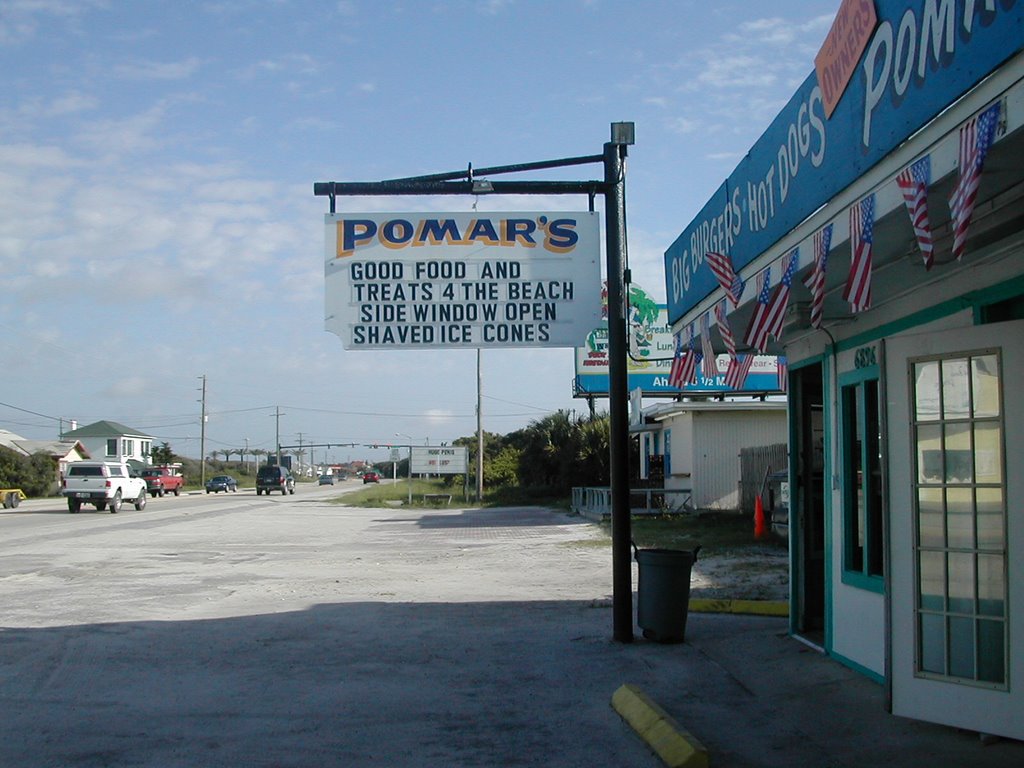 POMAR'S
GOOD FOOD AND
TREATS 4 THE BEACH
SIDE WINDOW OPEN
SHAVED ICE CONES
BIG BURGERS • HOT DOGS
OWNERS
POMA